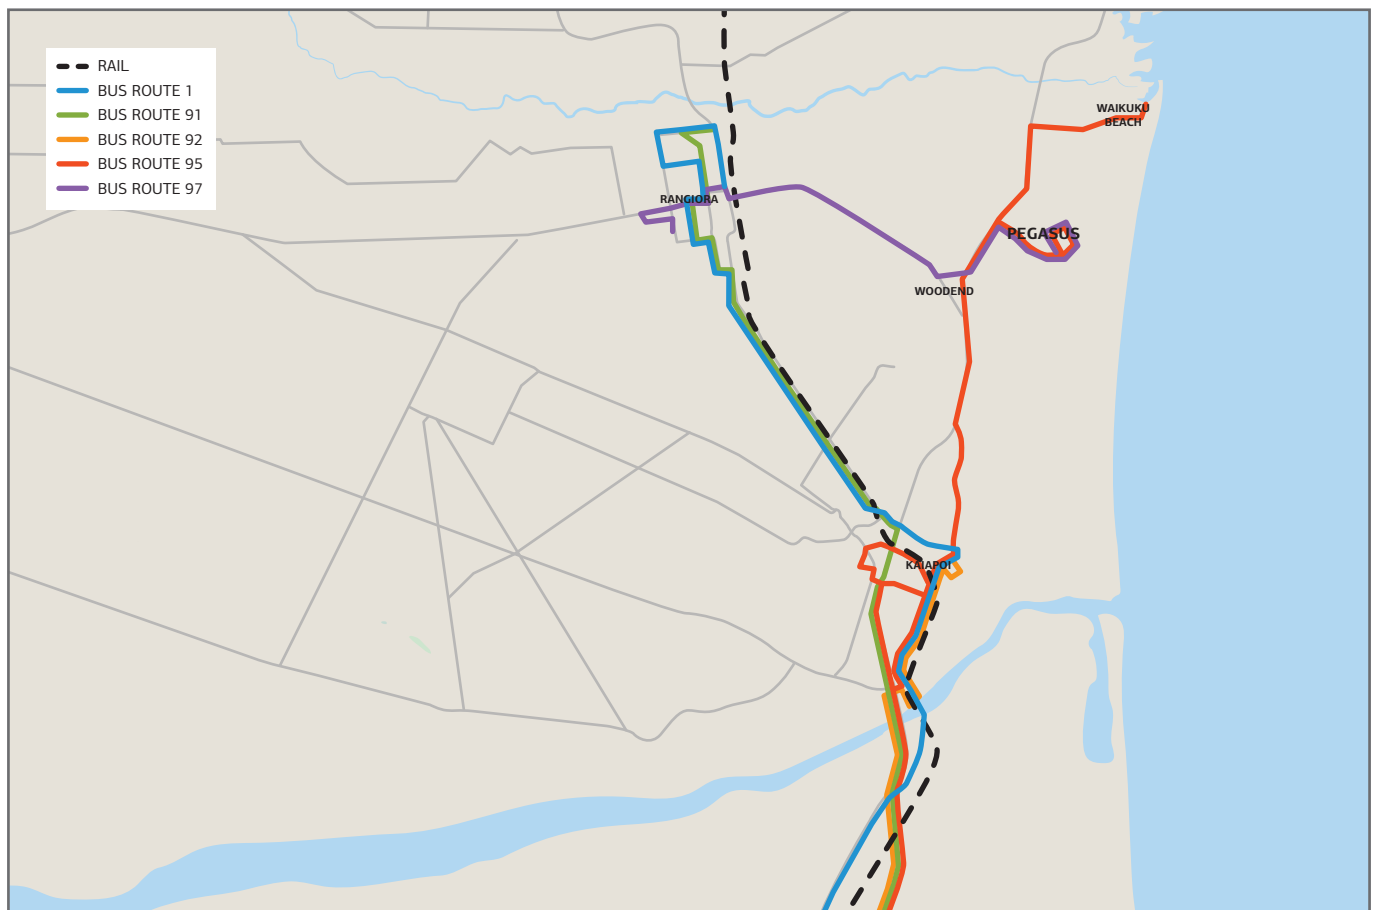 RAIL
BUS ROUTE 1
BUS ROUTE 91
BUS ROUTE 92
BUS ROUTE 95
BUS ROUTE 97
WAIKUKU
BEACH
RANGIORA
PEGASUS
WOODEND
KAIAPOI